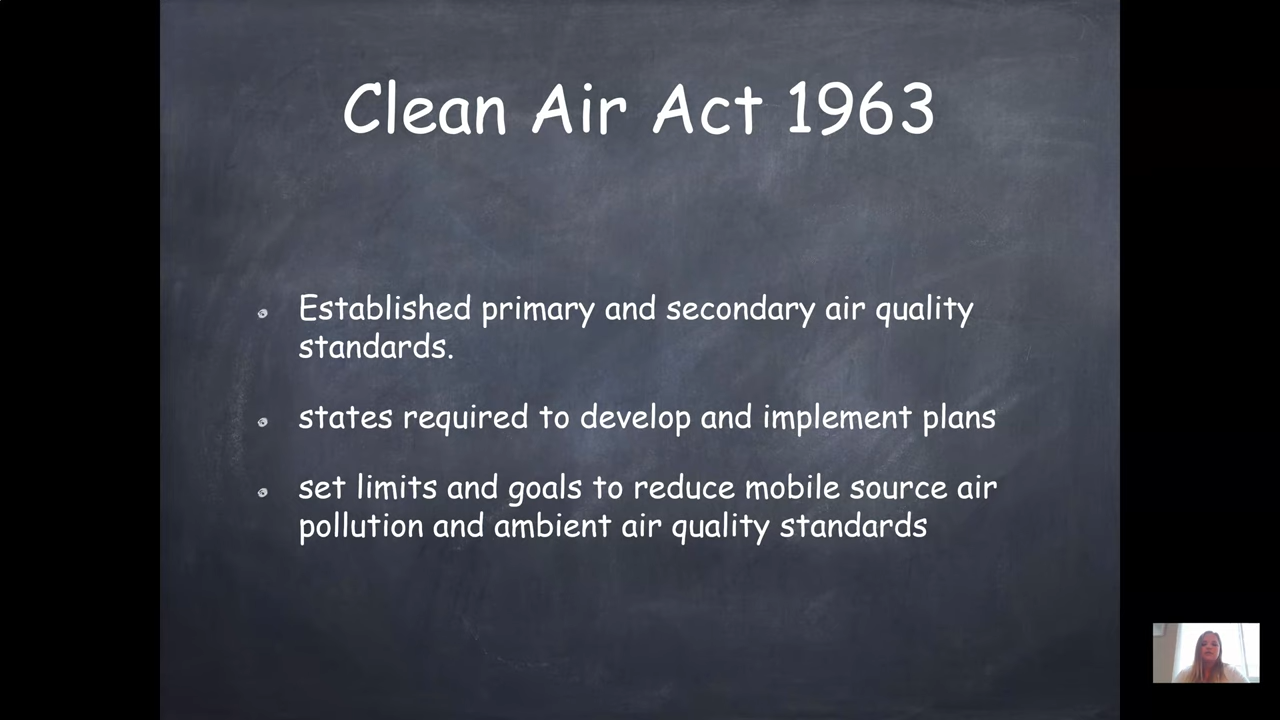 Clean Air Act 1963
Established primary and secondary air quality
standards.
states required to develop and implement plans
set limits and goals to reduce mobile source air
pollution and ambient air quality standards